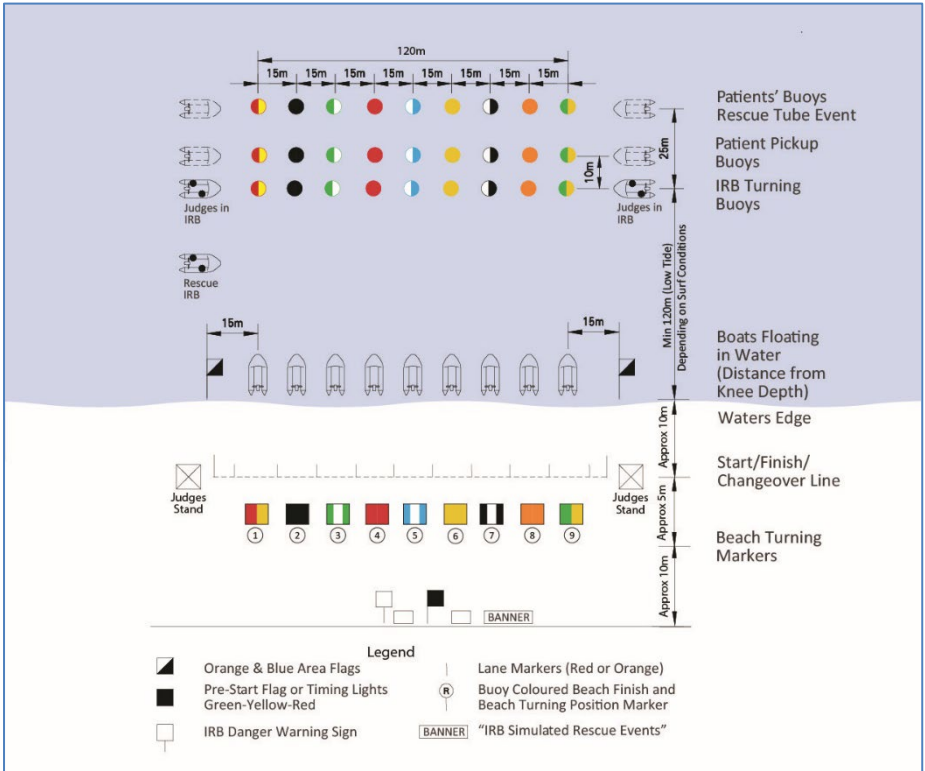 120m
15m 15m 15m 15m 15m 15m 15m 15m
Patients' Buoys
Rescue Tube Event
25m
Patient Pickup
Buoys
10m
IRB Turning
Buoys
Judges in
IRB
Judges in
IRB
Rescue
IRB
Min 120m (Low Tide)
Depending on Surf Conditions
15m
15m
Boats Floating
in Water
(Distance from
Knee Depth)
Waters Edge
Approx 10m
Start/Finish/
Changeover Line
Judges
Stand
Judges
Stand
Approx 5m
1 2 3 4 5 6 7 8 9
Beach Turning
Markers
Approx 10m
BANNER
Legend
Orange & Blue Area Flags
Lane Markers (Red or Orange)
Pre-Start Flag or Timing Lights
Green-Yellow-Red
R
Buoy Coloured Beach Finish and
Beach Turning Position Marker
IRB Danger Warning Sign
BANNER "IRB Simulated Rescue Events"